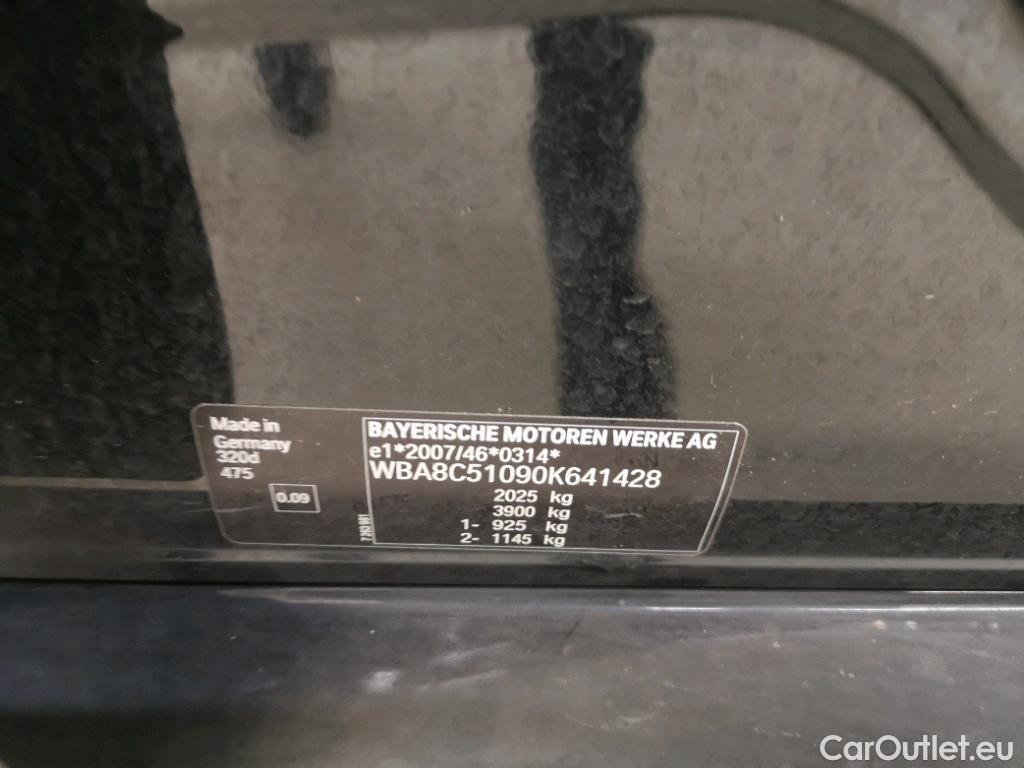 Made in
Germany
320d
475
0.09
BAYERISCHE MOTOREN WERKE AG
e1*2007/46*0314*
WBA8C51090K641428
2025 kg
3900 kg
1- 925 kg
2- 1145 kg
CarOutlet.eu